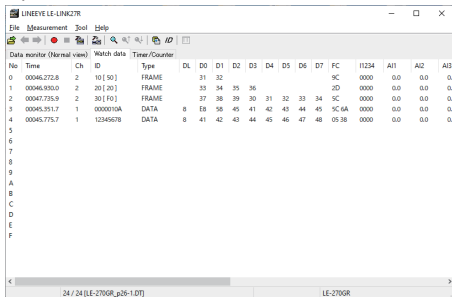 LINEEYE LE-LINK27R
File Measurement Tool Help
ID
Data monitor (Normal view) Watch data Timer/Counter
No Time Ch ID Type DL D0 D1 D2 D3 D4 D5 D6 D7 FC I1234 AI1 AI2 AI3
0 00046.272.8 2 10 [ 50 ] FRAME 31 32 9C 0000 0.0 0.0 0.
1 00046.930.0 2 20 [ 20 ] FRAME 33 34 35 36 2D 0000 0.0 0.0 0.
2 00047.735.9 2 30 [ F0 ] FRAME 37 38 39 30 31 32 33 34 5C 0000 0.0 0.0 0.
3 00045.351.7 1 0000010A DATA 8 E8 58 45 41 42 43 44 45 5C 6A 0000 0.0 0.0 0.
4 00045.775.7 1 12345678 DATA 8 41 42 43 44 45 46 47 48 05 38 0000 0.0 0.0 0.
5
6
7
8
9
A
B
C
D
E
F
24 / 24 [LE-270GR_p26-1.DT] LE-270GR